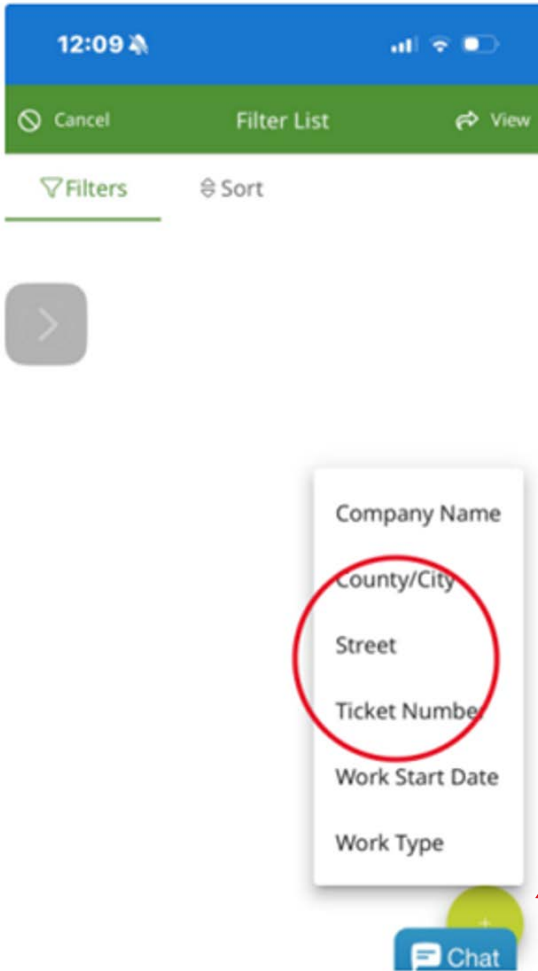 12:09
Cancel Filter List View
Filters Sort
Company Name
County/City
Street
Ticket Number
Work Start Date
Work Type
+
Chat